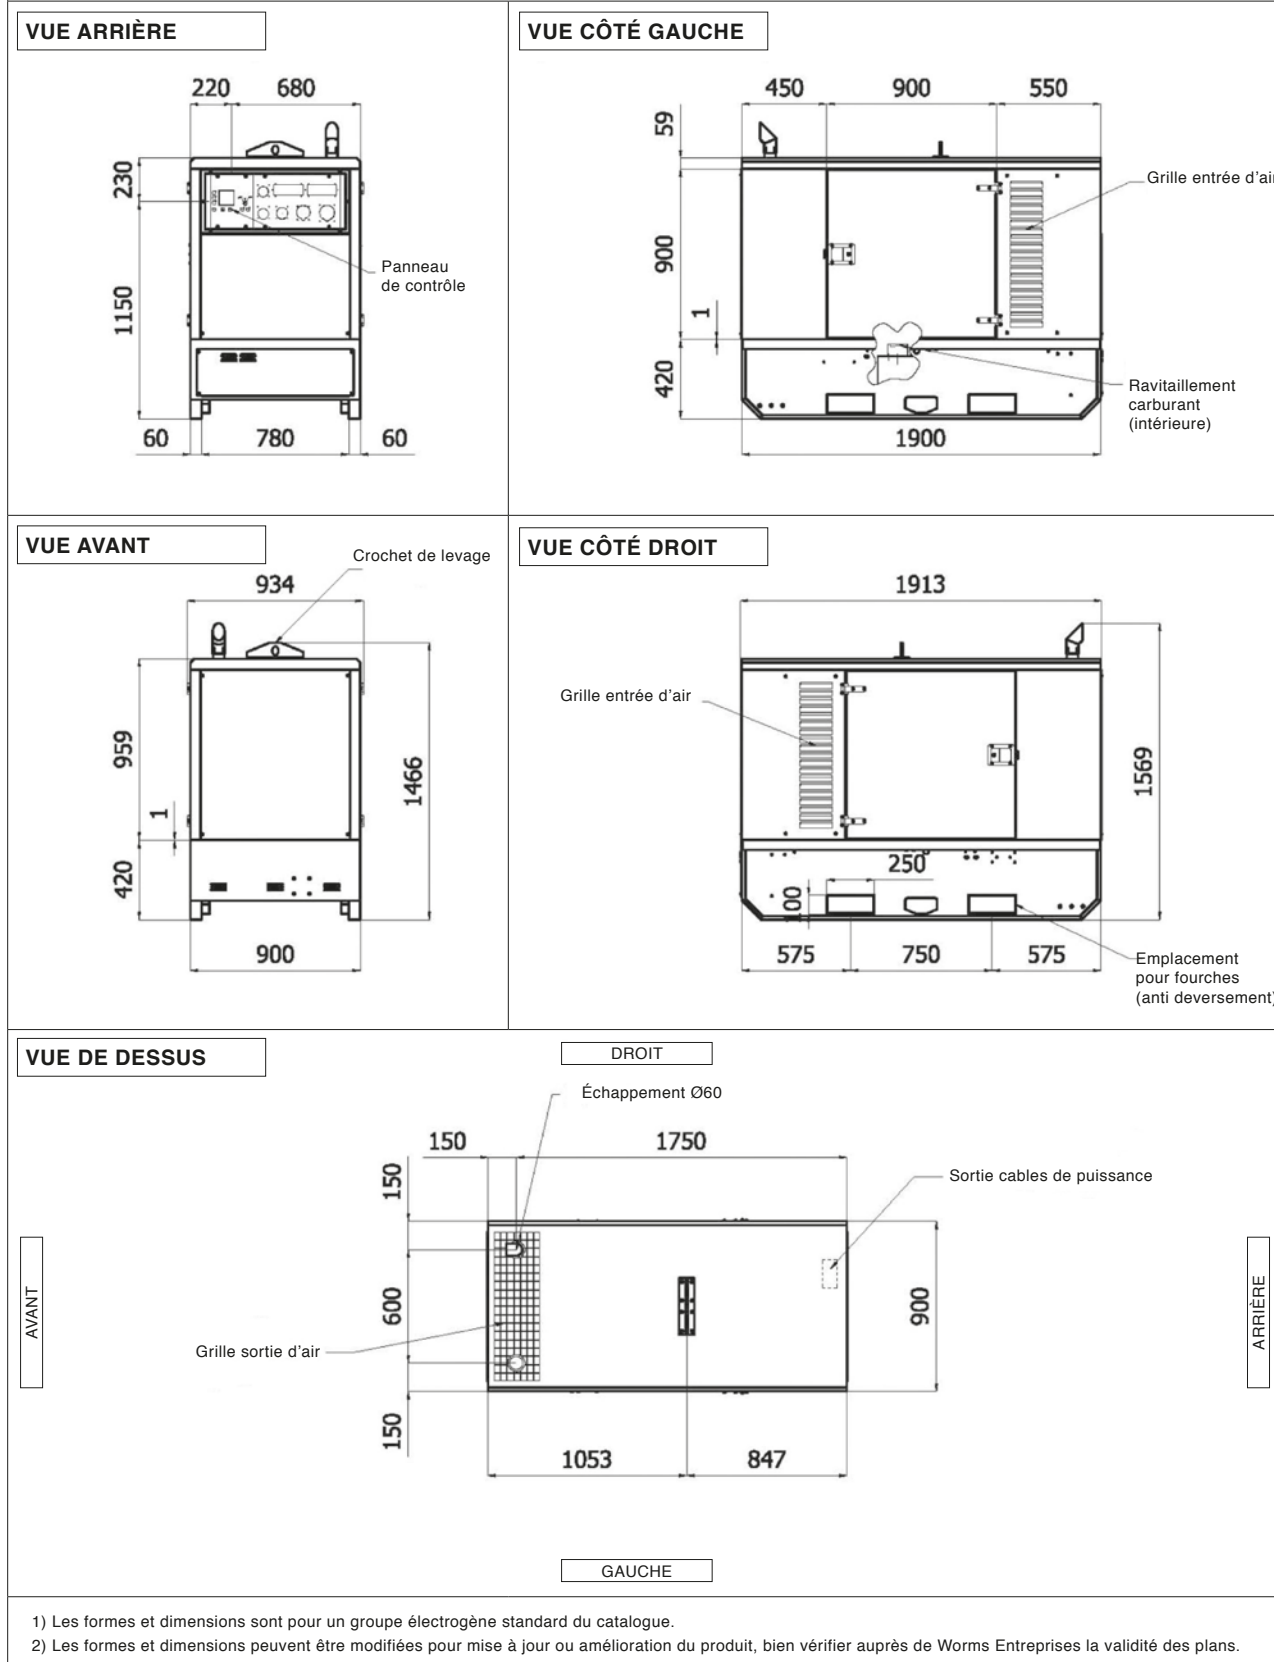 VUE ARRIÈRE
220 680
230
1150
Panneau
de contrôle
60 780 60
VUE CÔTÉ GAUCHE
450 900 550
59
900
1
420
Grille entrée d'air
Ravitaillement
carburant
(intérieure)
1900
VUE AVANT
Crochet de levage
934
959
1
420
1466
900
VUE CÔTÉ DROIT
1913
Grille entrée d'air
1569
250
100
575 750 575
Emplacement
pour fourches
(anti deversement)
VUE DE DESSUS
DROIT
Échappement Ø60
150 1750
150
Sortie cables de puissance
AVANT
600
900
ARRIÈRE
Grille sortie d'air
150
1053 847
GAUCHE
1) Les formes et dimensions sont pour un groupe électrogène standard du catalogue.
2) Les formes et dimensions peuvent être modifiées pour mise à jour ou amélioration du produit, bien vérifier auprès de Worms Entreprises la validité des plans.